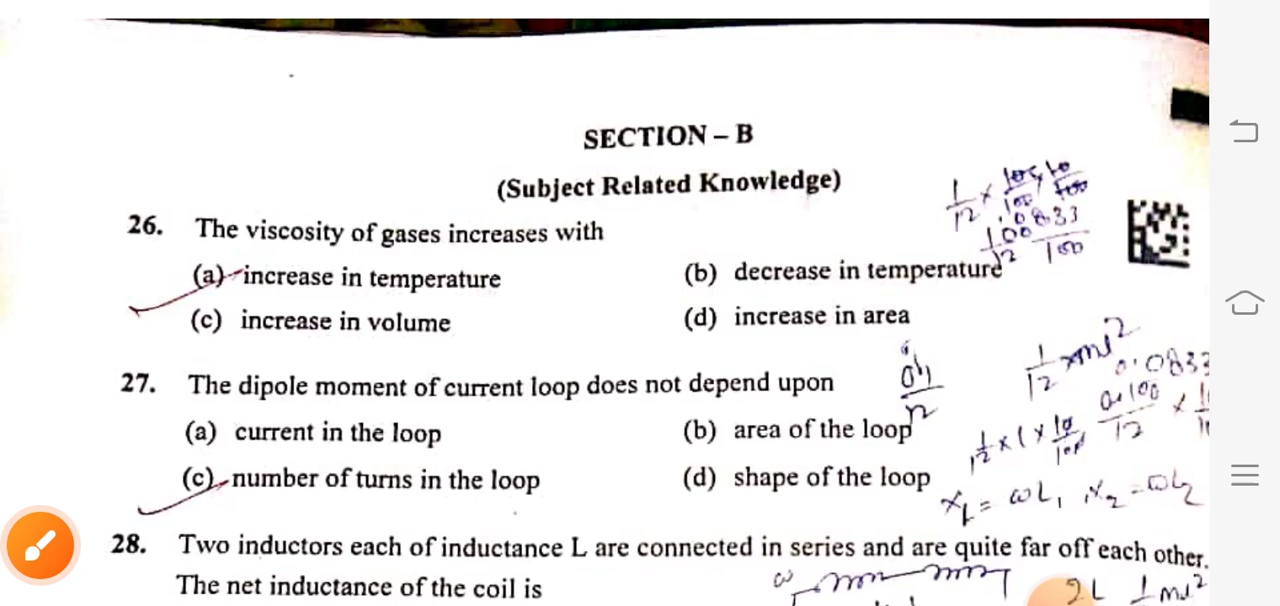 SECTION – B
(Subject Related Knowledge)
26. The viscosity of gases increases with
(a) increase in temperature (b) decrease in temperature
(c) increase in volume (d) increase in area
27. The dipole moment of current loop does not depend upon
(a) current in the loop (b) area of the loop
(c) number of turns in the loop (d) shape of the loop
28. Two inductors each of inductance L are connected in series and are quite far off each other.
The net inductance of the coil is